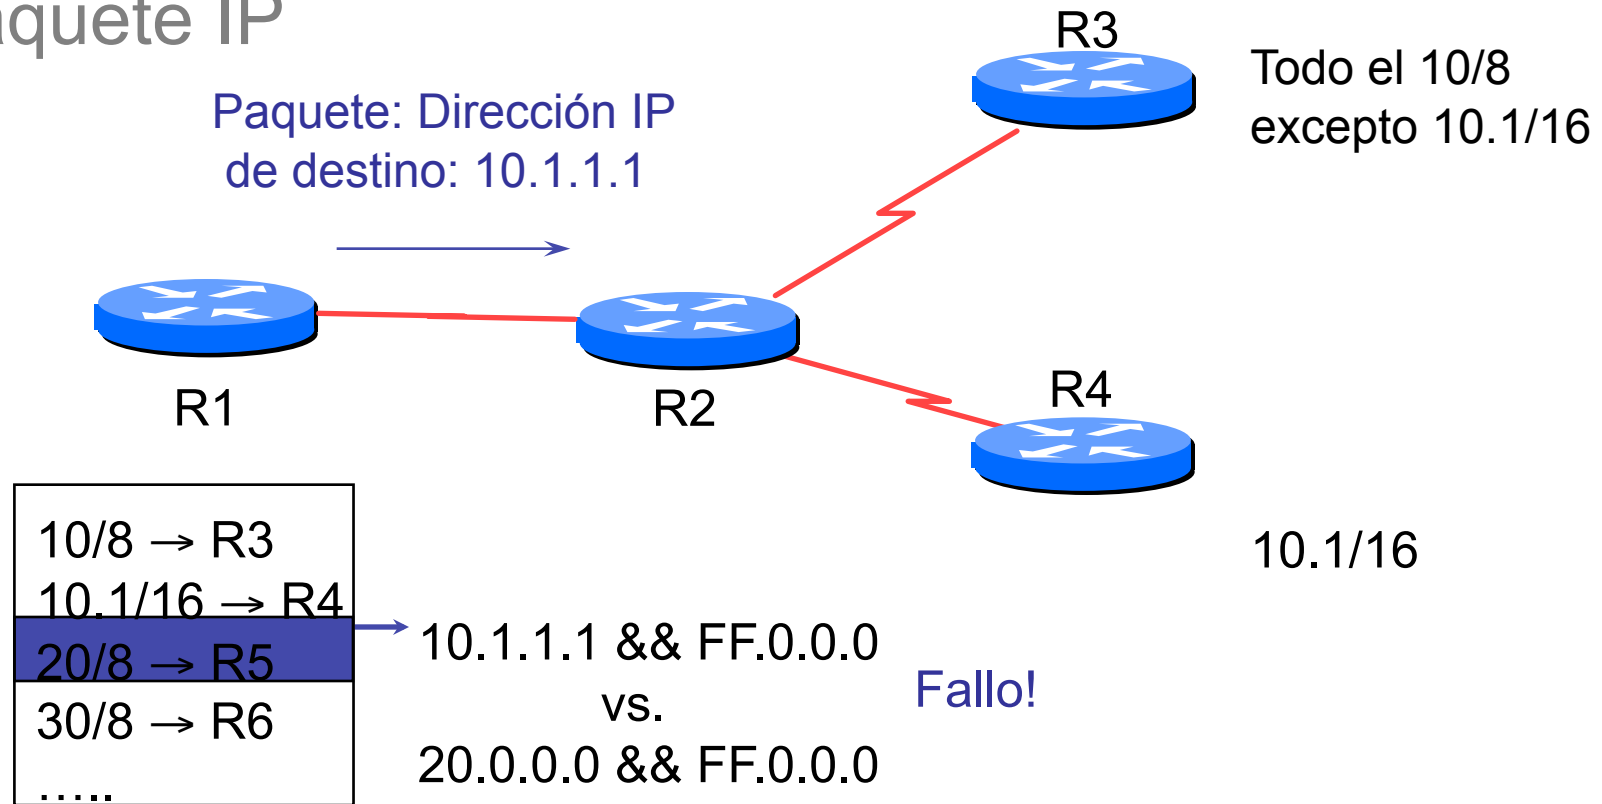 aquete IP
R3
Todo el 10/8
excepto 10.1/16
Paquete: Dirección IP
de destino: 10.1.1.1
R1
R2
R4
10.1/16
10/8 → R3
10.1/16 → R4
20/8 → R5
30/8 → R6
…..
10.1.1.1 && FF.0.0.0
vs.
20.0.0.0 && FF.0.0.0
Fallo!